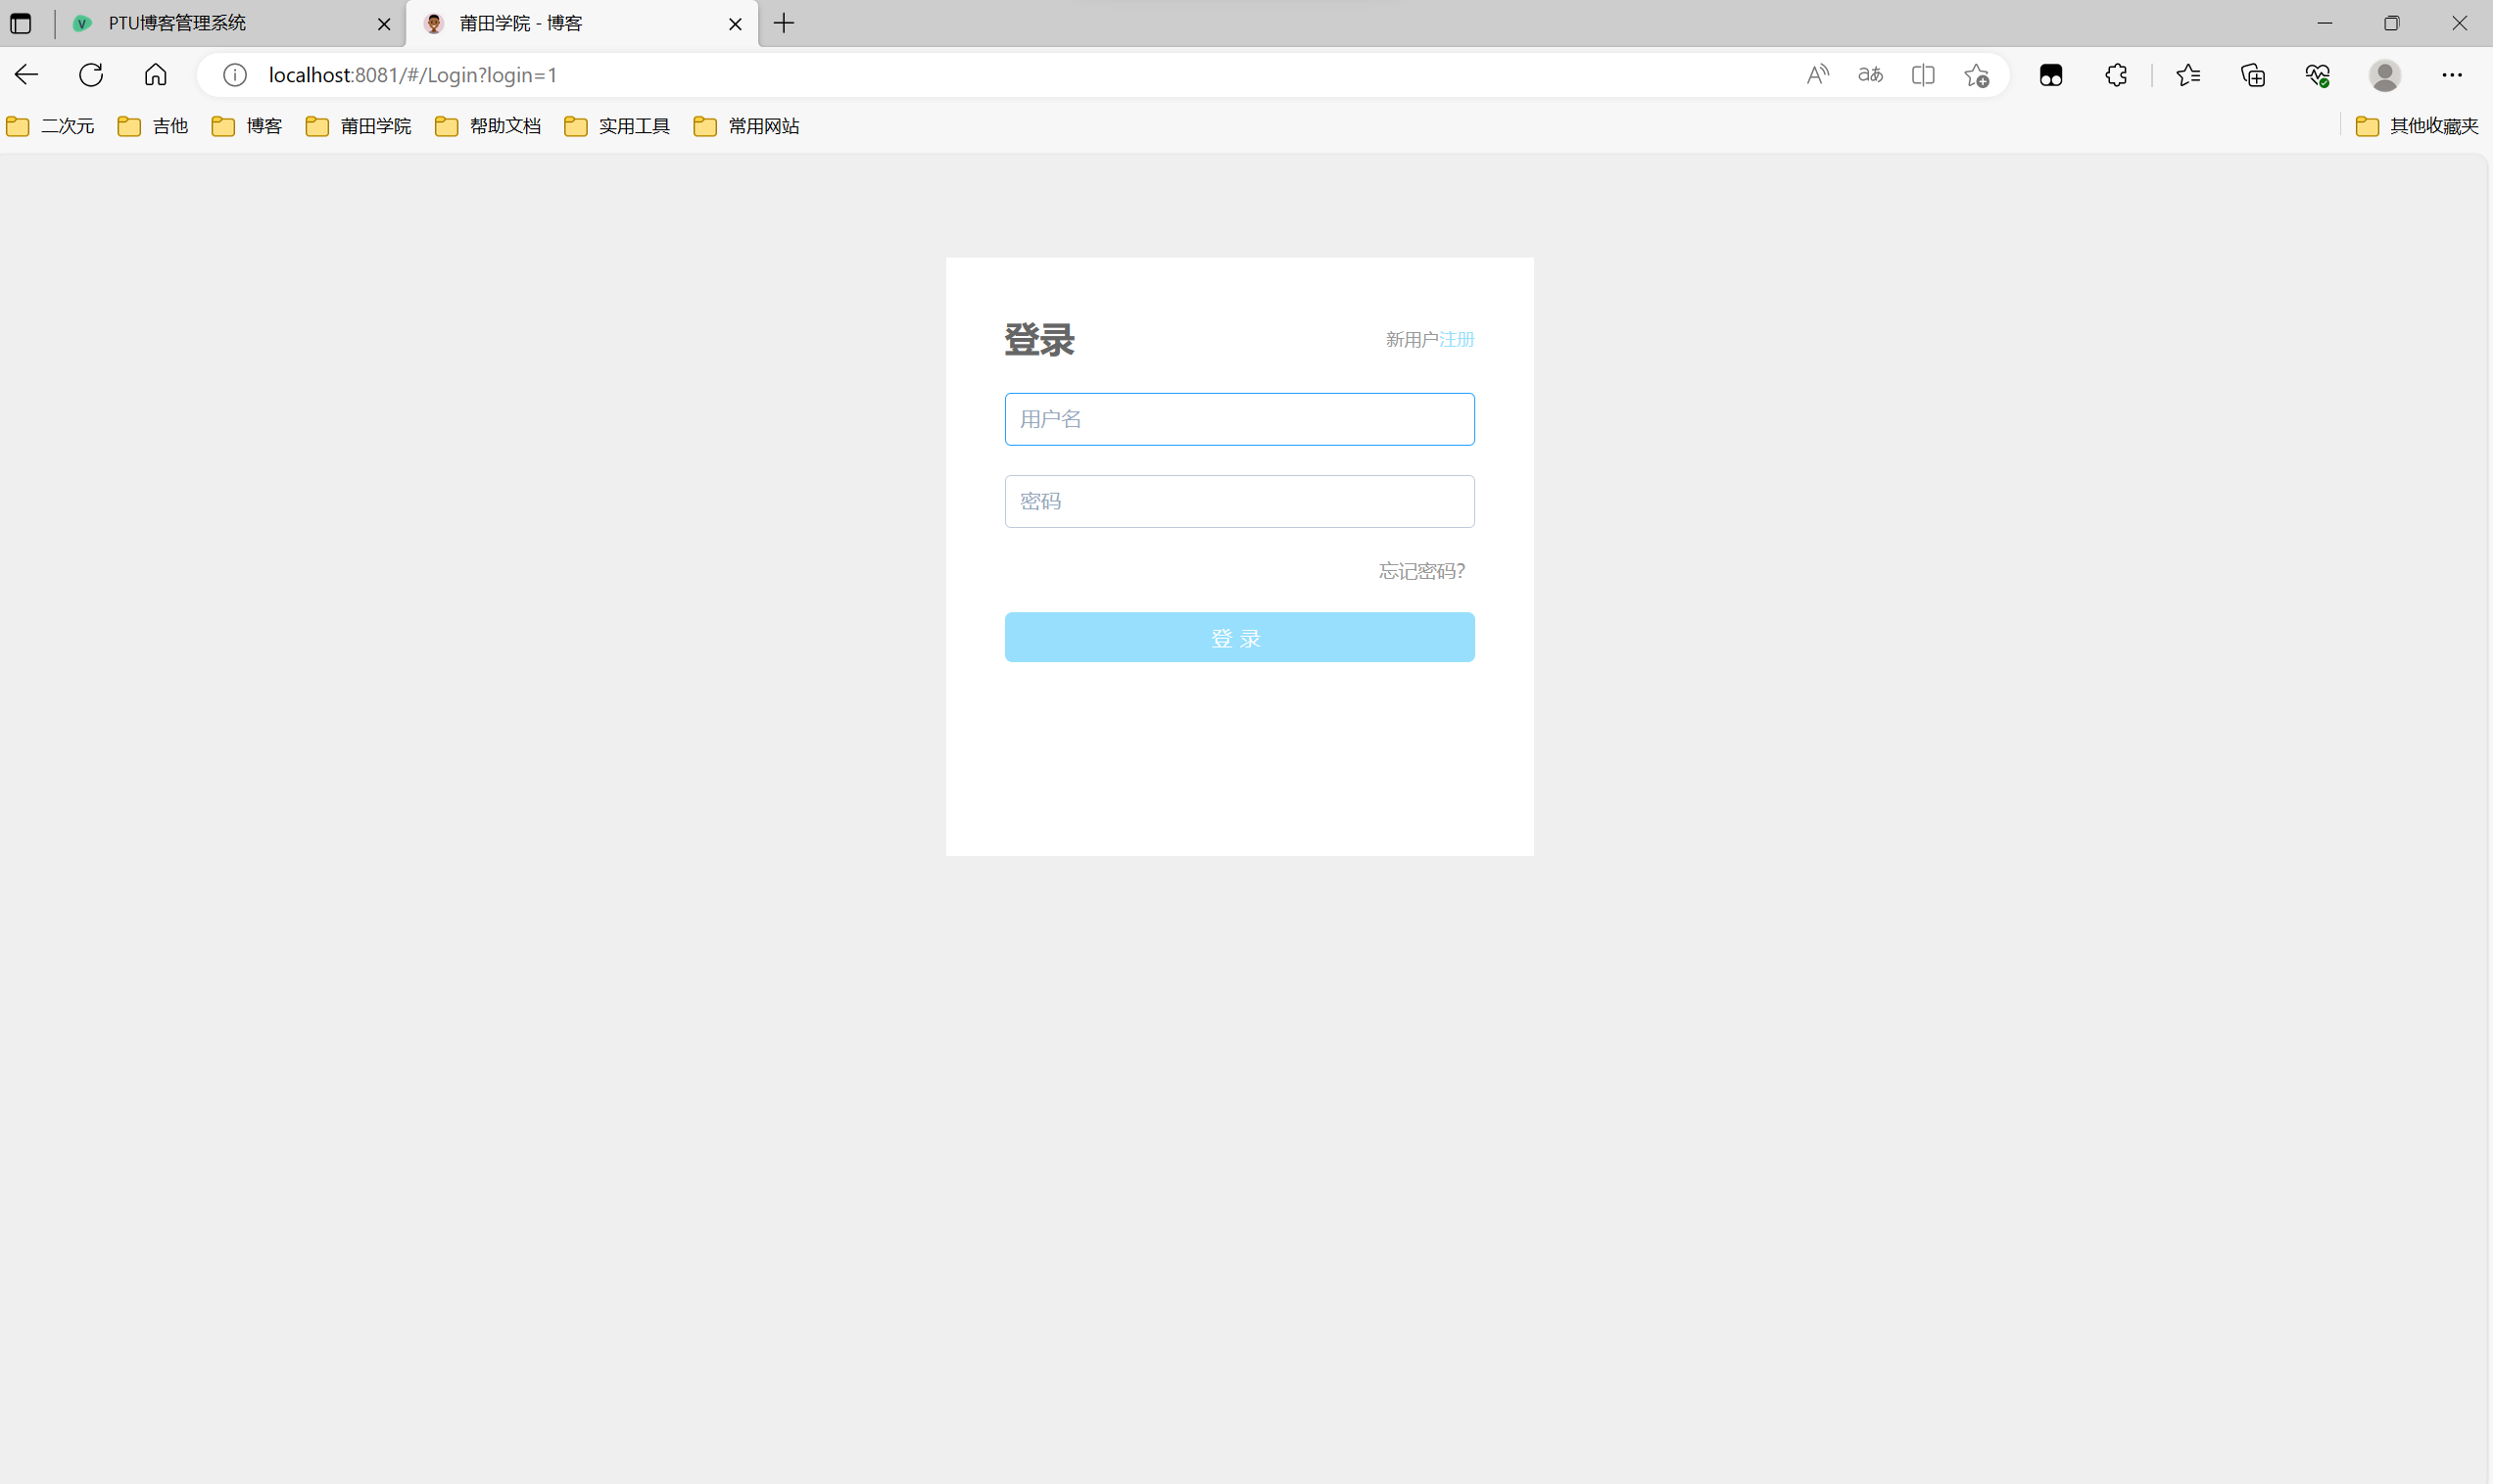 PTU博客管理系统
莆田学院 - 博客
localhost:8081/#/Login?login=1
二次元 吉他 博客 莆田学院 帮助文档 实用工具 常用网站 其他收藏夹
登录 新用户注册
用户名
密码
忘记密码?
登 录